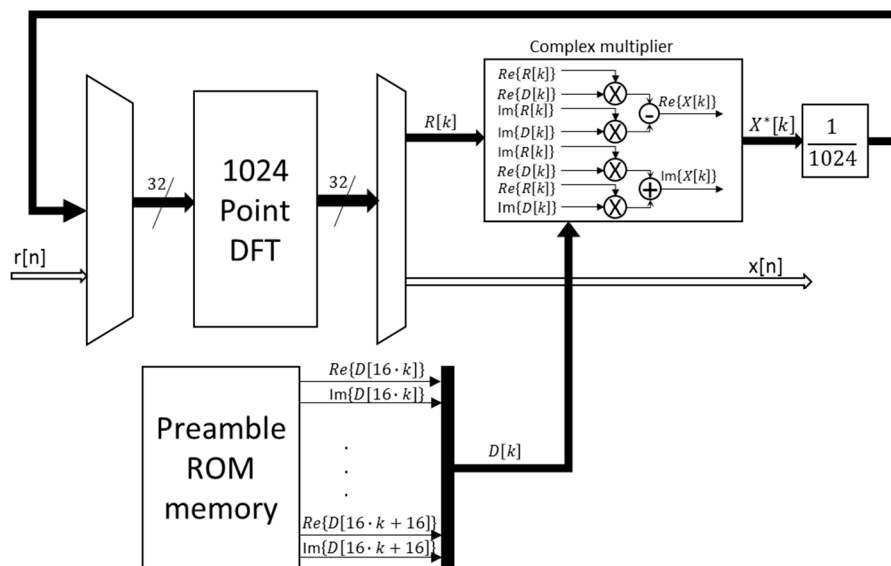 Complex multiplier
Re{R[k]}
Re{D[k]}
Im{R[k]}
Im{D[k]}
Im{R[k]}
Re{D[k]}
Re{R[k]}
Im{D[k]}
X
X
X
X
-
+
Re{X[k]}
Im{X[k]}
R[k]
X*[k]
1
1024
32
1024
Point
DFT
32
r[n]
x[n]
Preamble
ROM
memory
Re{D[16 · k]}
Im{D[16 · k]}
.
.
.
Re{D[16 · k + 16]}
Im{D[16 · k + 16]}
D[k]